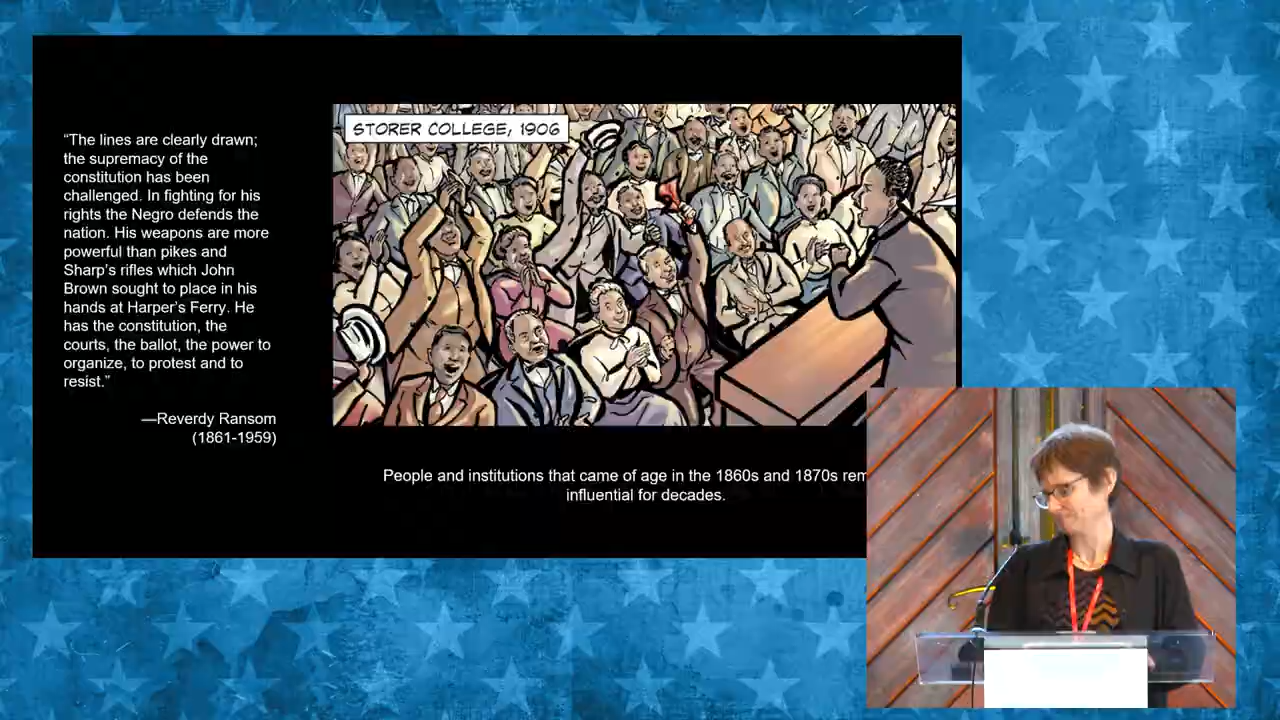 “The lines are clearly drawn;
the supremacy of the
constitution has been
challenged. In fighting for his
rights the Negro defends the
nation. His weapons are more
powerful than pikes and
Sharp’s rifles which John
Brown sought to place in his
hands at Harper’s Ferry. He
has the constitution, the
courts, the ballot, the power to
organize, to protest and to
resist.”
—Reverdy Ransom
(1861-1959)
STORER COLLEGE, 1906
People and institutions that came of age in the 1860s and 1870s rem
influential for decades.